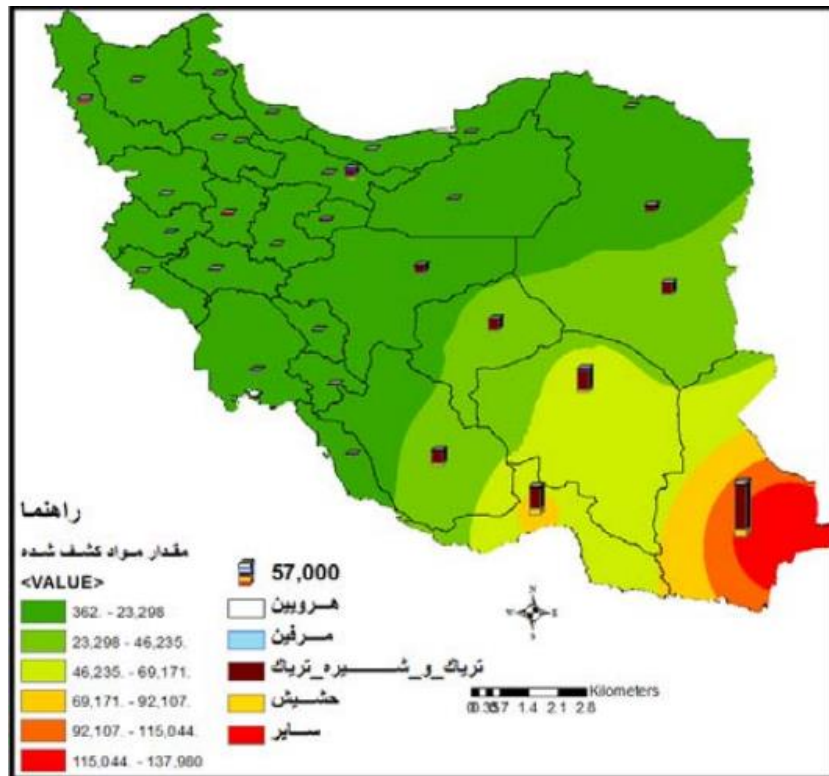 راهنما
مقدار مواد کشف شده
<VALUE>
362. - 23,298
23,298 - 46,235.
46,235. - 69,171.
69,171. - 92,107.
92,107. - 115,044.
115,044. - 137,980
57,000
هرویین
مرفین
تریاک_و_شیره_تریاک
حشیش
سایر
N
W E
S
Kilometers
1.4 2.1 2.8